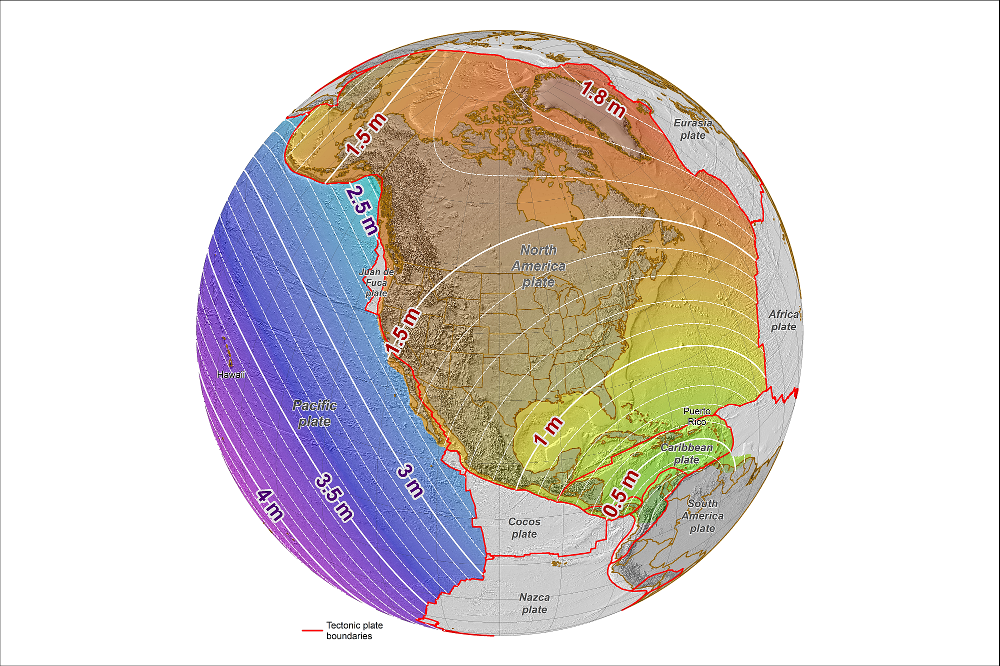 1.8 m
Eurasia
plate
1.5 m
2.5 m
North
America
plate
Juan de
Fuca
plate
1.5 m
Africa
plate
Hawaii
Pacific
plate
Puerto
Rico
1 m
Caribbean
plate
3 m
3.5 m
4 m
0.5 m
South
America
plate
Cocos
plate
Nazca
plate
Tectonic plate
boundaries